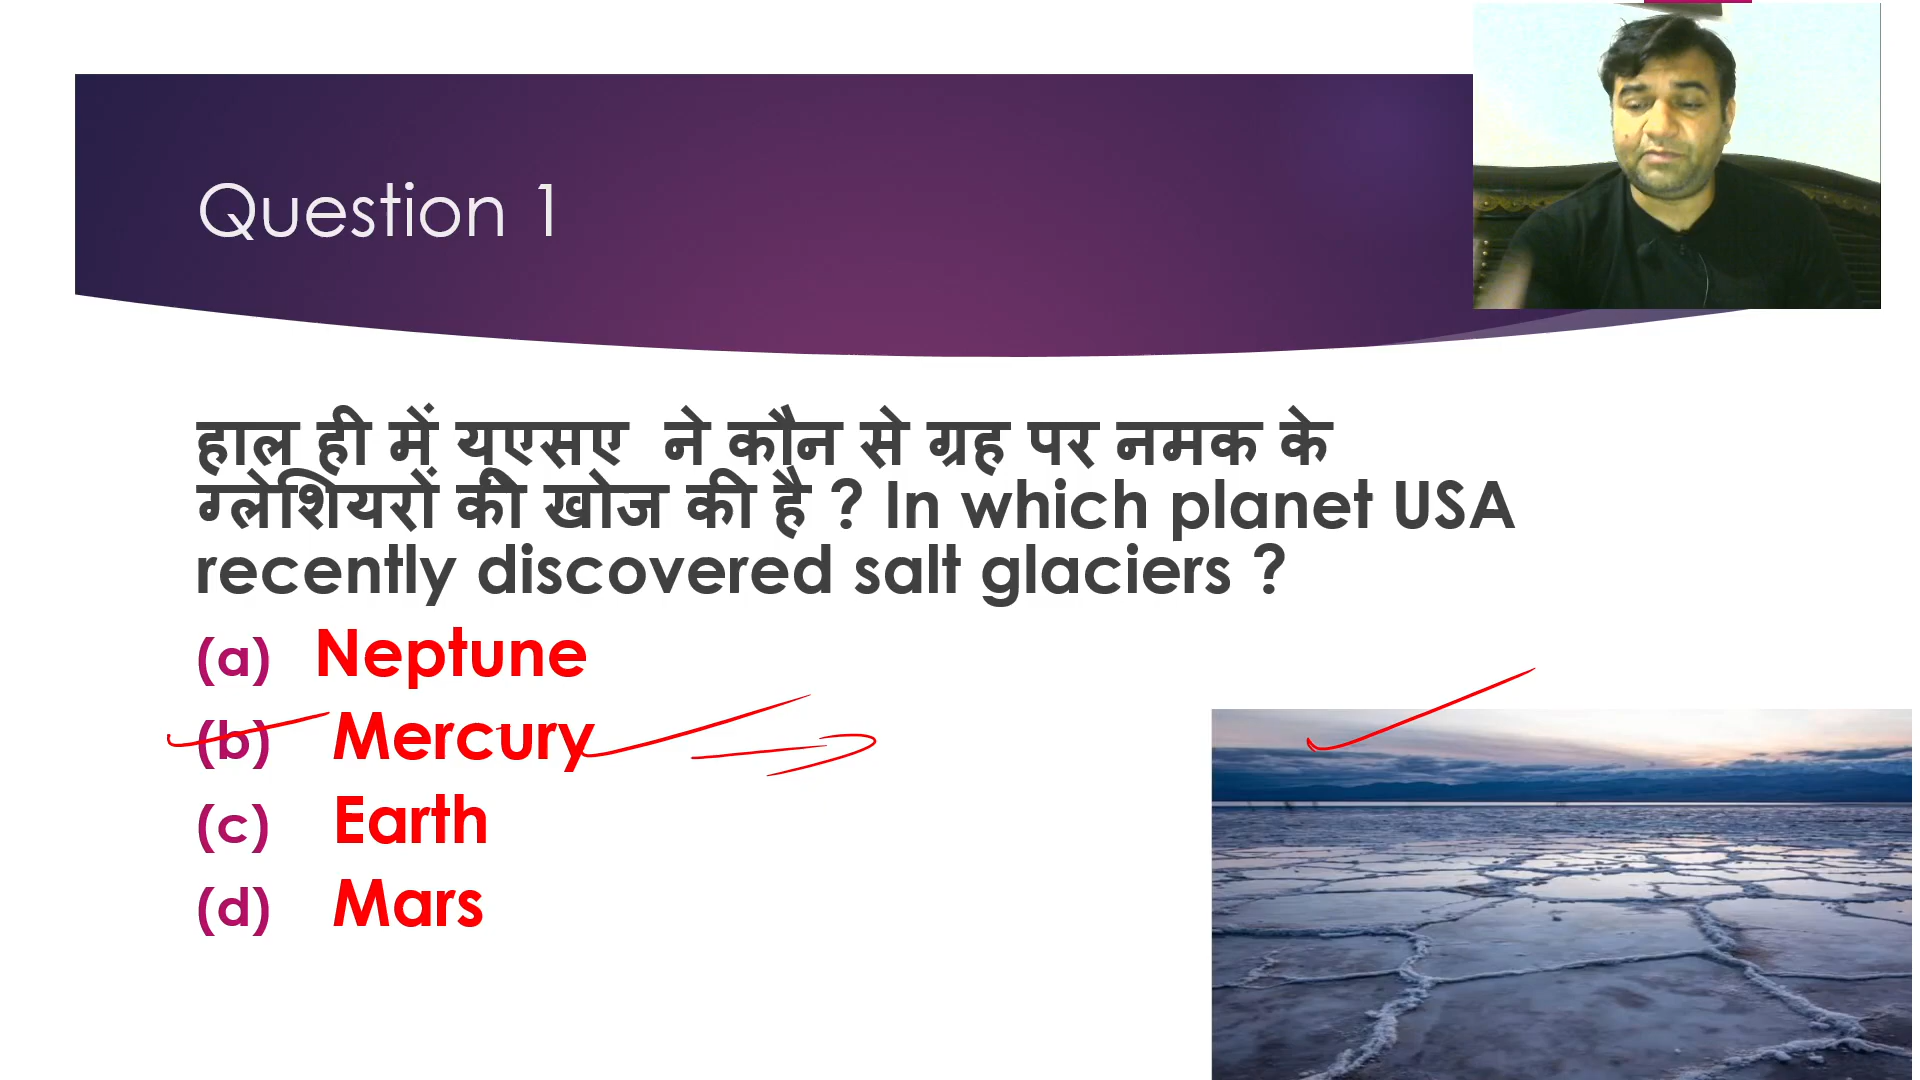 Question 1
हाल ही में यूएसए ने कौन से ग्रह पर नमक के
ग्लेशियरों की खोज की है ? In which planet USA
recently discovered salt glaciers ?
(a) Neptune
(b) Mercury
(c) Earth
(d) Mars